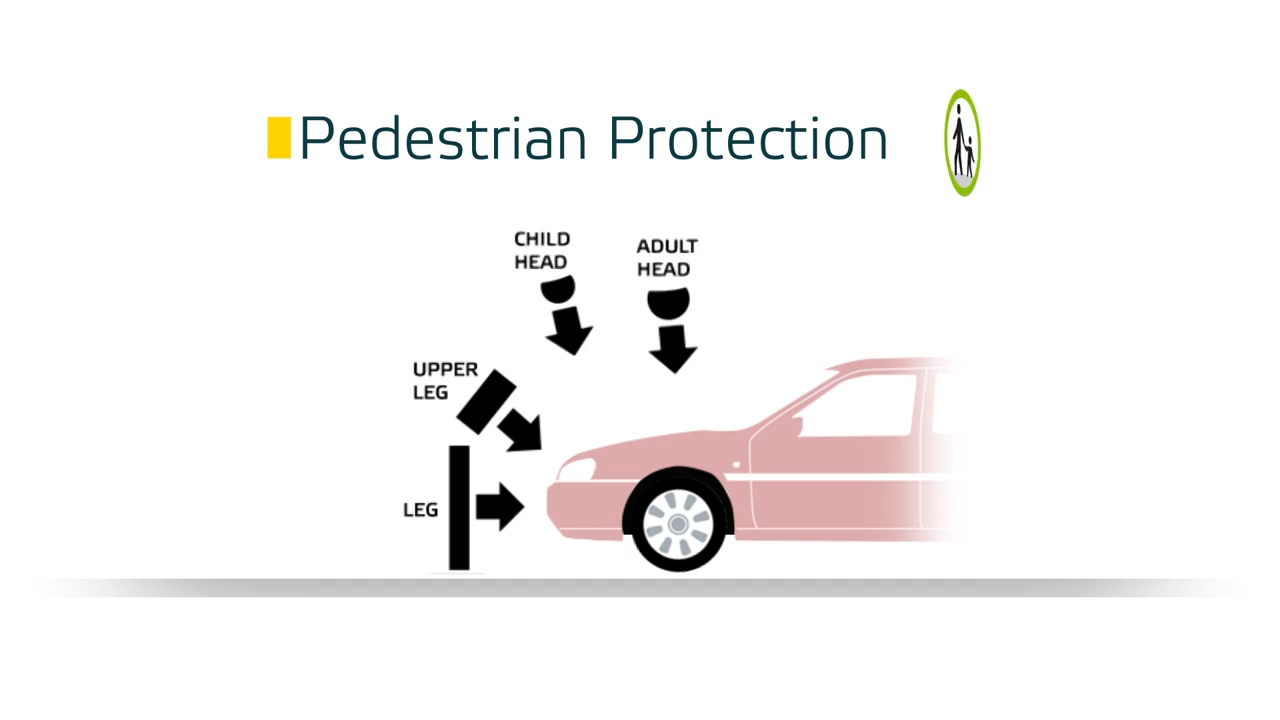 Pedestrian Protection
CHILD
HEAD
ADULT
HEAD
UPPER
LEG
LEG